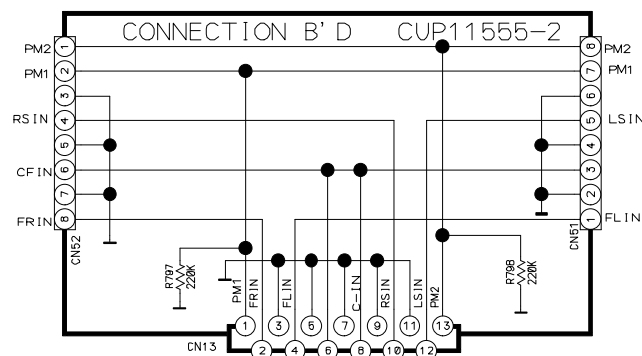 CONNECTION B'D CUP11555-2
PM2 1 8 PM2
PM1 2 7 PM1
3 6
RSIN 4 5 LSIN
5 4
CFIN 6 3
7 2
FRIN 8 1 FLIN
CN52 CN51
R797 220K
R798 220K
PM1 FRIN FLIN C-IN RSIN LSIN PM2
1 3 5 7 9 11 13
CN13 2 4 6 8 10 12